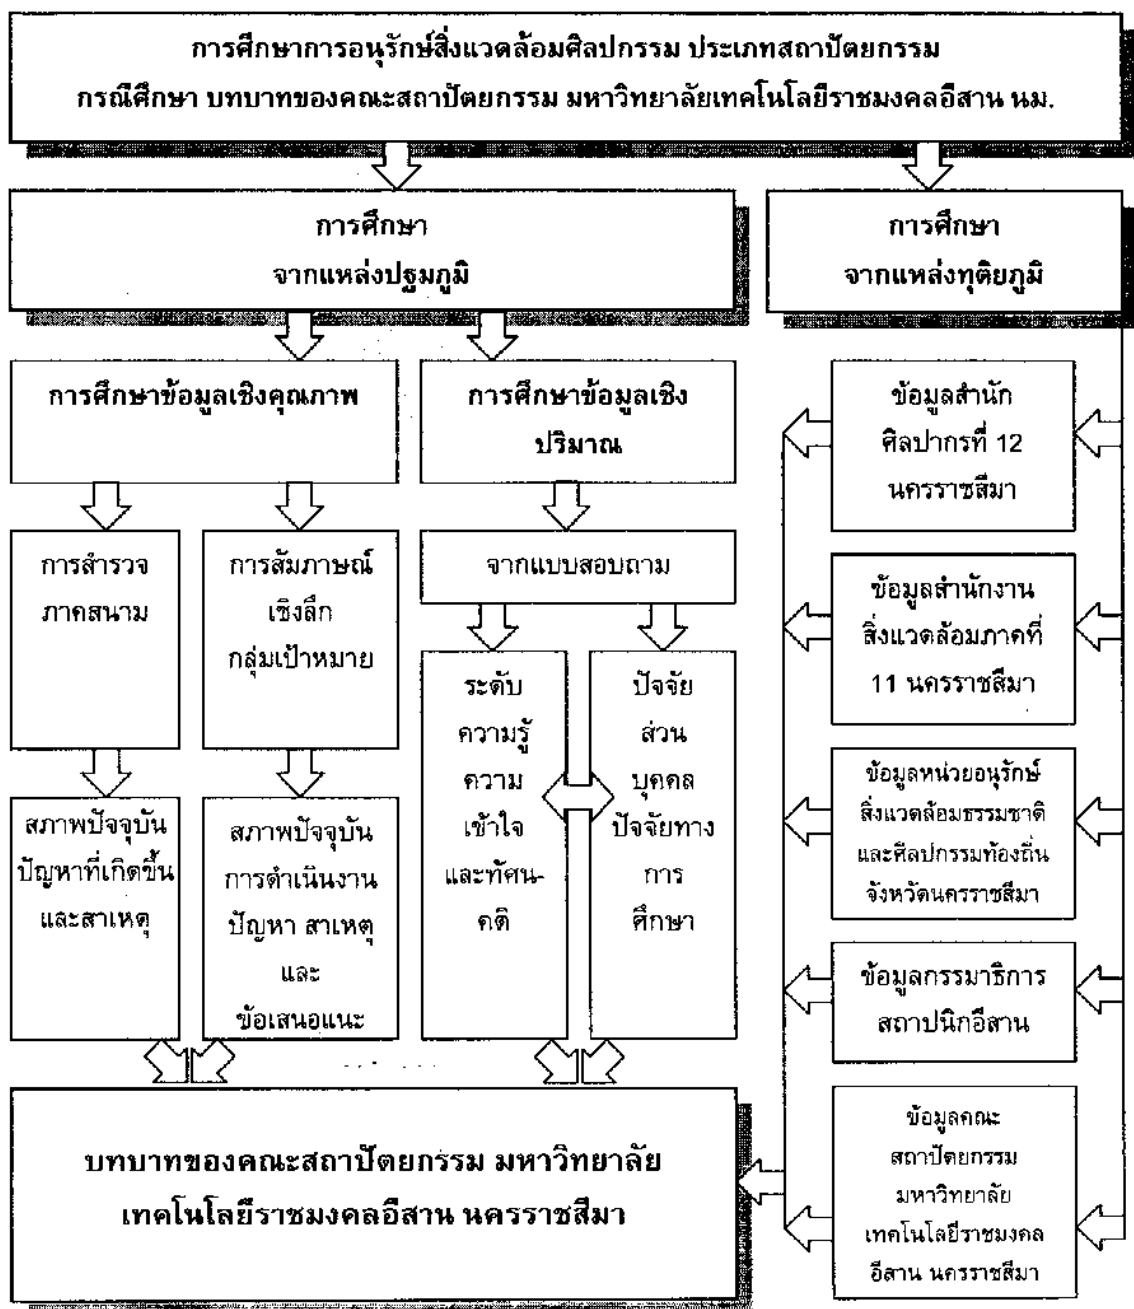 การศึกษาการอนุรักษ์สิ่งแวดล้อมศิลปกรรม ประเภทสถาปัตยกรรม
กรณีศึกษา บทบาทของคณะสถาปัตยกรรม มหาวิทยาลัยเทคโนโลยีราชมงคลอีสาน นม.
การศึกษา
จากแหล่งปฐมภูมิ
การศึกษา
จากแหล่งทุติยภูมิ
การศึกษาข้อมูลเชิงคุณภาพ
การศึกษาข้อมูลเชิง
ปริมาณ
การสำรวจ
ภาคสนาม
การสัมภาษณ์
เชิงลึก
กลุ่มเป้าหมาย
จากแบบสอบถาม
ระดับ
ความรู้
ความ
เข้าใจ
และทัศน-
คติ
ปัจจัย
ส่วน
บุคคล
ปัจจัยทาง
การ
ศึกษา
สภาพปัจจุบัน
ปัญหาที่เกิดขึ้น
และสาเหตุ
สภาพปัจจุบัน
การดำเนินงาน
ปัญหา สาเหตุ
และ
ข้อเสนอแนะ
บทบาทของคณะสถาปัตยกรรม มหาวิทยาลัย
เทคโนโลยีราชมงคลอีสาน นครราชสีมา
ข้อมูลสำนัก
ศิลปากรที่ 12
นครราชสีมา
ข้อมูลสำนักงาน
สิ่งแวดล้อมภาคที่
11 นครราชสีมา
ข้อมูลหน่วยอนุรักษ์
สิ่งแวดล้อมธรรมชาติ
และศิลปกรรมท้องถิ่น
จังหวัดนครราชสีมา
ข้อมูลกรรมาธิการ
สถาปนิกอีสาน
ข้อมูลคณะ
สถาปัตยกรรม
มหาวิทยาลัย
เทคโนโลยีราชมงคล
อีสาน นครราชสีมา